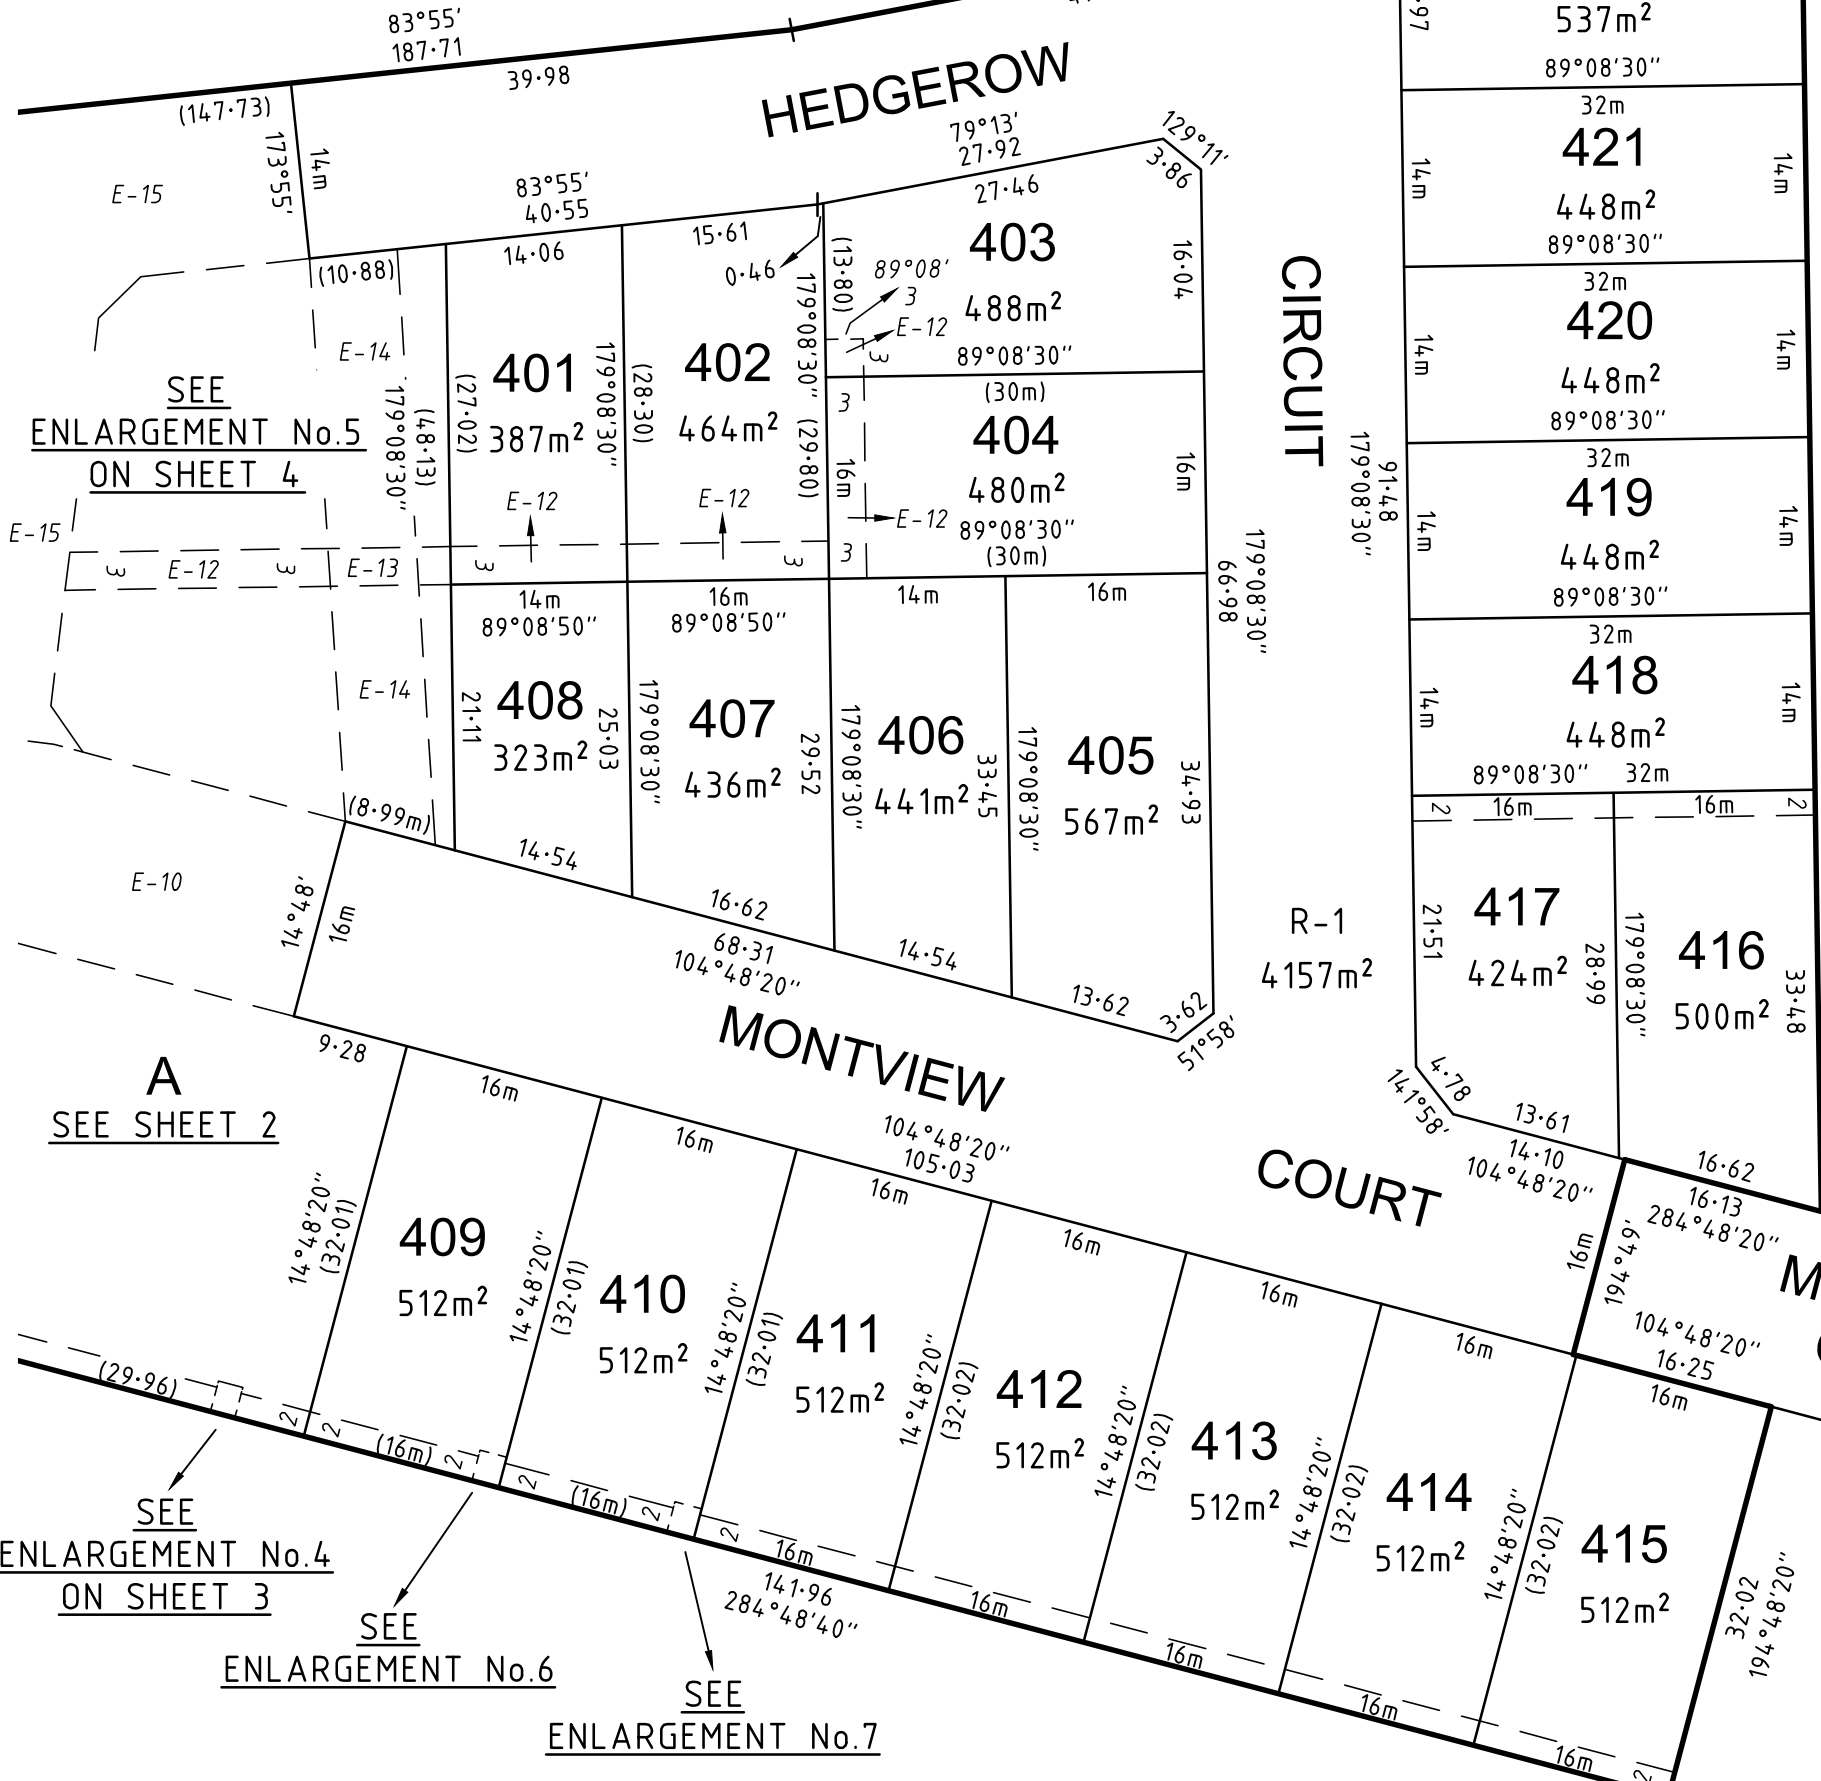 83°55'
187·71
39·98
(147·73)
173°55'
14m
E-15
HEDGEROW
79°13'
27·92
129°11'
3·86
27·46
83°55'
40·55
(10·88)
14·06
15·61
0·46
(13·80)
89°08'
3
E-12
3
403
488m²
16·04
89°08'30"
CIRCUIT
·97
537m²
89°08'30"
32m
421
14m
448m²
14m
89°08'30"
32m
420
14m
448m²
14m
89°08'30"
32m
419
14m
448m²
14m
89°08'30"
32m
418
14m
448m²
14m
89°08'30" 32m
91·48
179°08'30"
SEE
ENLARGEMENT No.5
ON SHEET 4
E-14
179°08'30"
(48·13)
(27·02)
401
387m²
179°08'30"
(28·30)
402
464m²
179°08'30"
(29·80)
E-12
E-12
3
3
3
(30m)
404
480m²
16m
16m
E-12
89°08'30"
(30m)
3
E-15
3
E-12
3
E-13
14m
89°08'50"
16m
89°08'50"
14m
16m
66·98
179°08'30"
E-14
21·11
408
323m²
25·03
179°08'30"
407
436m²
29·52
179°08'30"
406
441m²
33·45
179°08'30"
405
567m²
34·93
(8·99m)
14·54
16·62
14·54
13·62
3·62
51°58'
68·31
104°48'20"
E-10
14°48'
16m
R-1
4157m²
2
16m
16m
2
21·51
417
424m²
28·99
179°08'30"
416
500m²
33·48
4·78
141°58'
13·61
14·10
104°48'20"
16·62
16·13
284°48'20"
MONTVIEW
COURT
A
SEE SHEET 2
9·28
16m
16m
104°48'20"
105·03
16m
16m
16m
16m
16m
194°49'
104°48'20"
16·25
16m
M
14°48'20"
(32·01)
409
512m²
14°48'20"
(32·01)
410
512m²
14°48'20"
(32·01)
411
512m²
14°48'20"
(32·02)
412
512m²
14°48'20"
(32·02)
413
512m²
14°48'20"
(32·02)
414
512m²
14°48'20"
(32·02)
415
512m²
32·02
194°48'20"
(29·96)
2
2
(16m)
2
2
(16m)
2
2
16m
16m
16m
16m
16m
2
141·96
284°48'40"
SEE
ENLARGEMENT No.4
ON SHEET 3
SEE
ENLARGEMENT No.6
SEE
ENLARGEMENT No.7